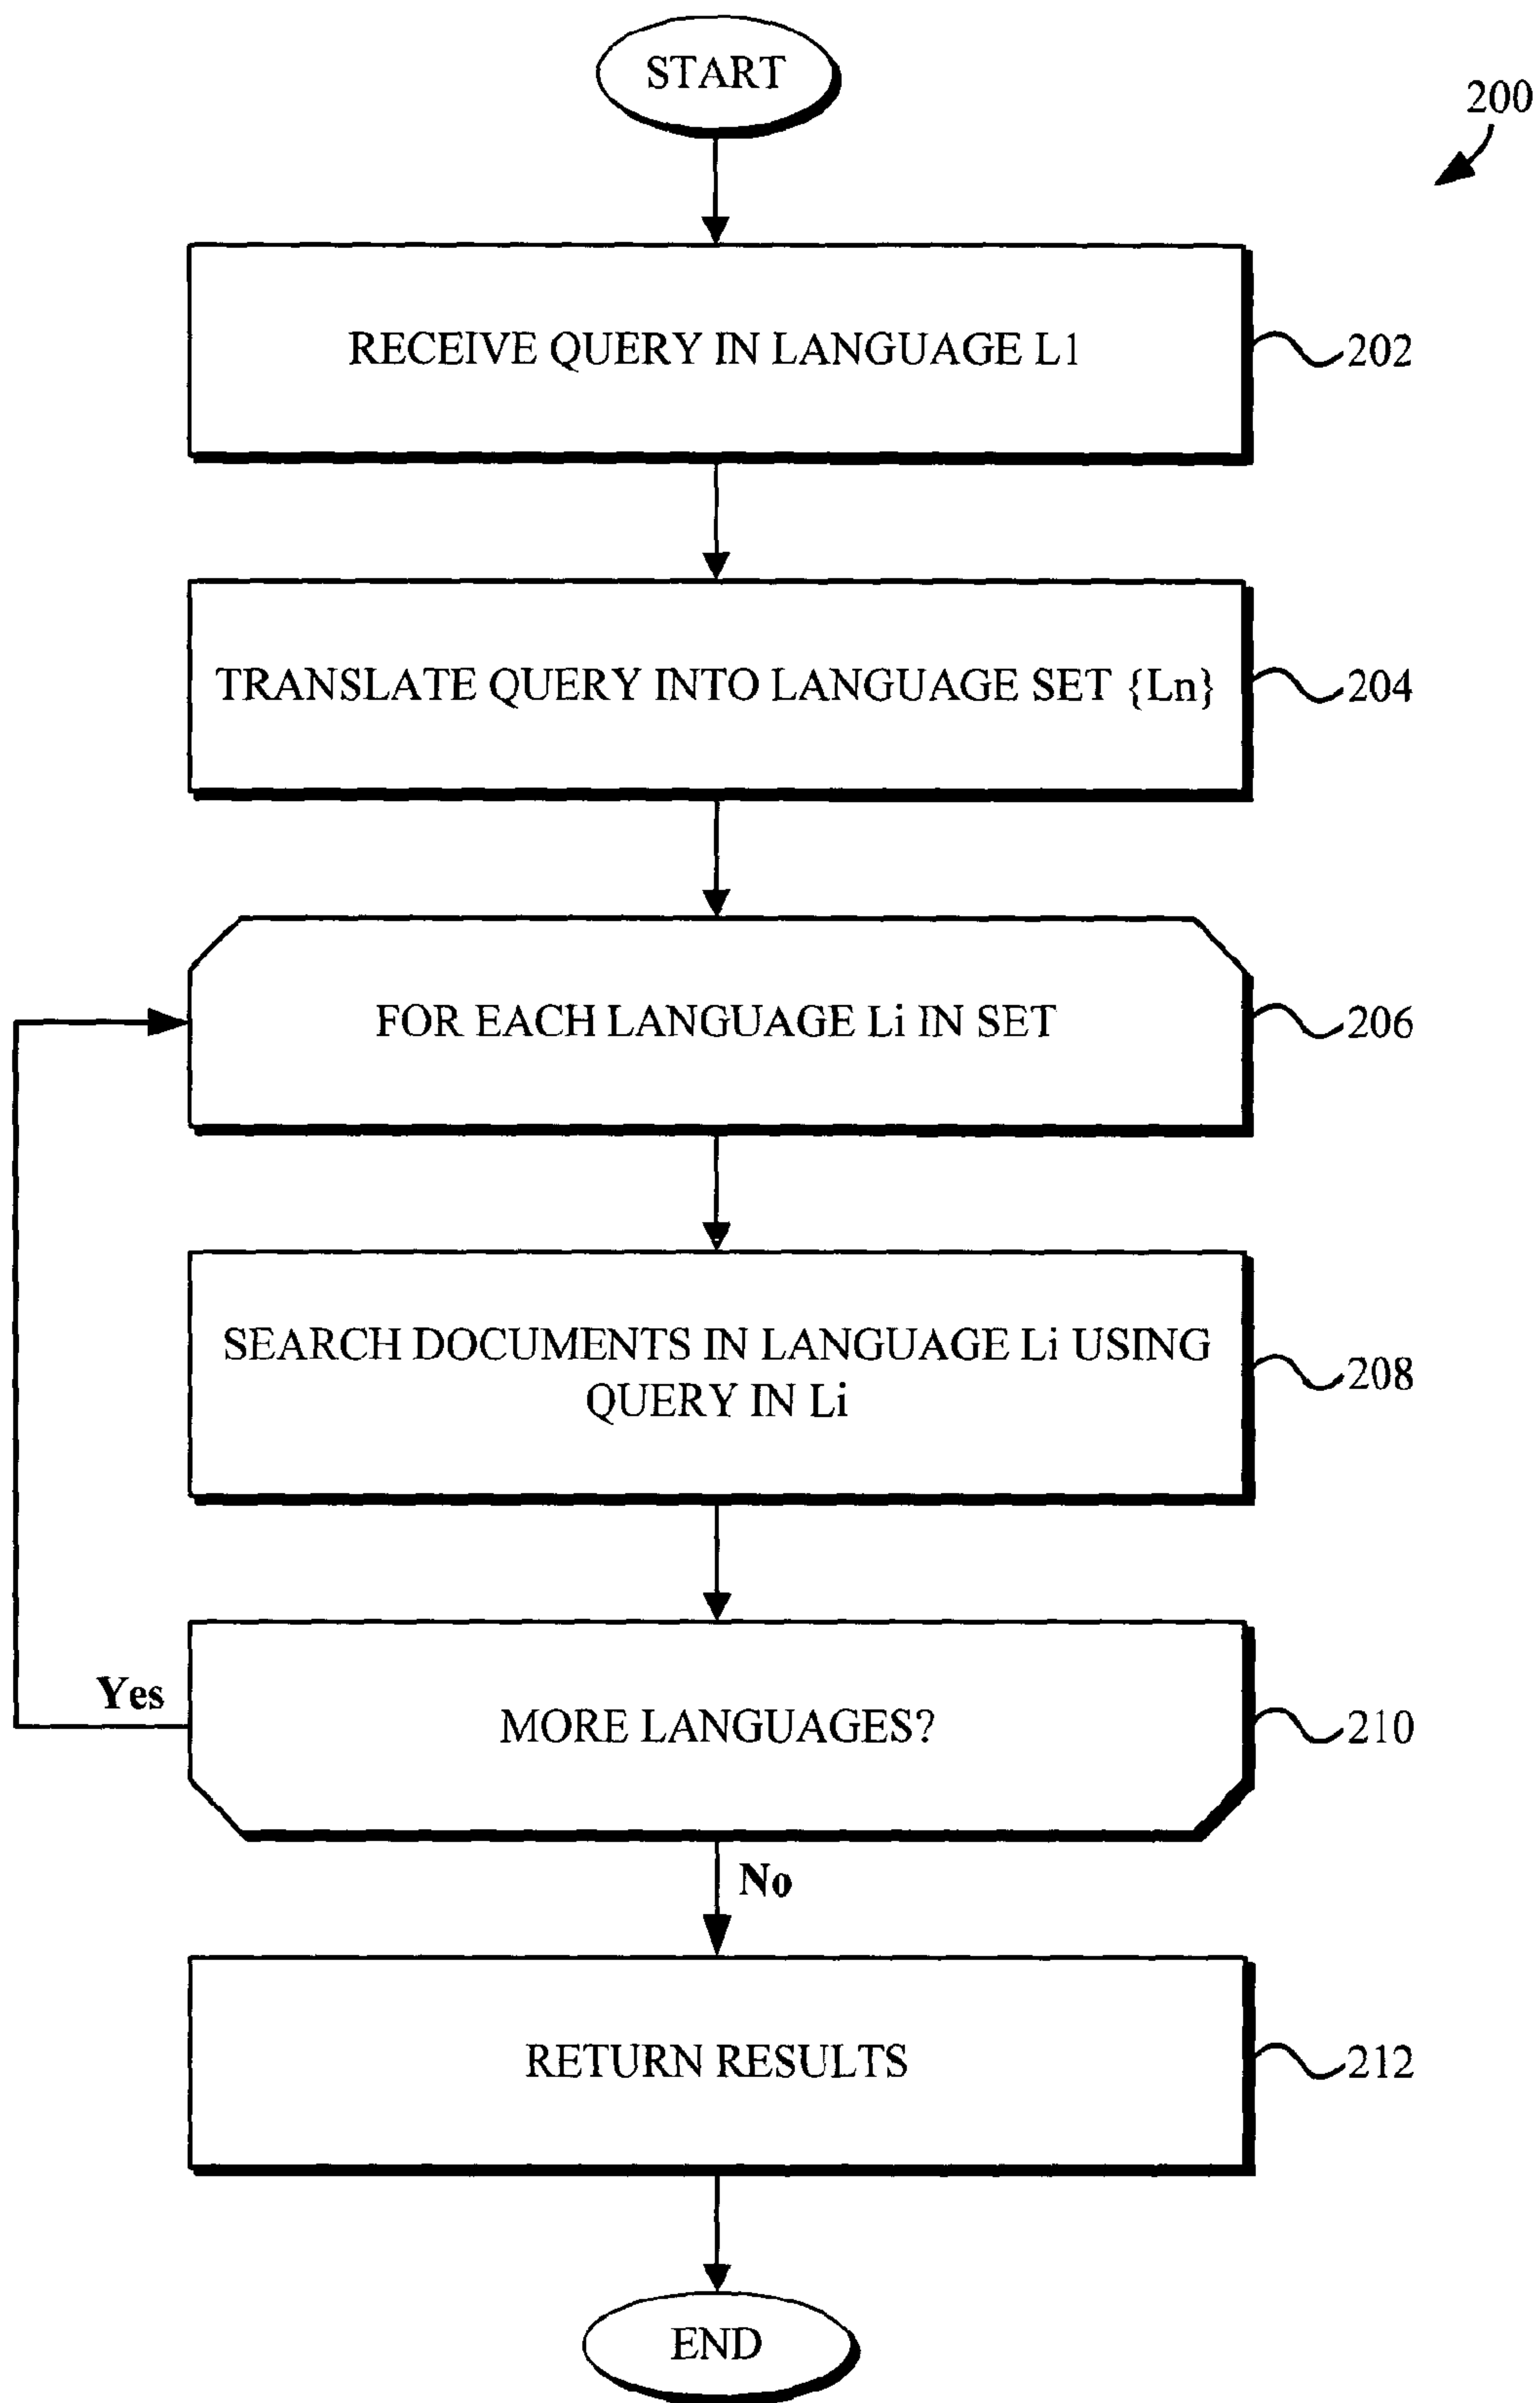 START
200
RECEIVE QUERY IN LANGUAGE L1
202
TRANSLATE QUERY INTO LANGUAGE SET {Ln}
204
FOR EACH LANGUAGE Li IN SET
206
SEARCH DOCUMENTS IN LANGUAGE Li USING
QUERY IN Li
208
Yes
MORE LANGUAGES?
210
No
RETURN RESULTS
212
END